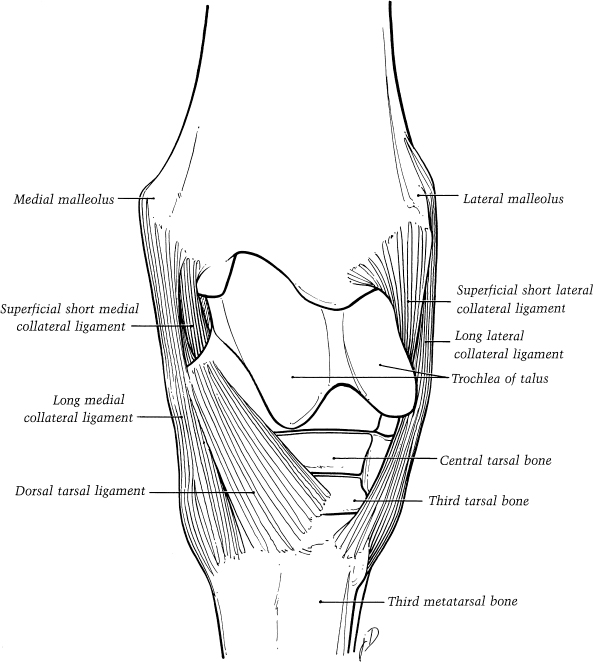 Medial malleolus
Lateral malleolus
Superficial short medial
collateral ligament
Superficial short lateral
collateral ligament
Long lateral
collateral ligament
Trochlea of talus
Long medial
collateral ligament
Central tarsal bone
Dorsal tarsal ligament
Third tarsal bone
Third metatarsal bone